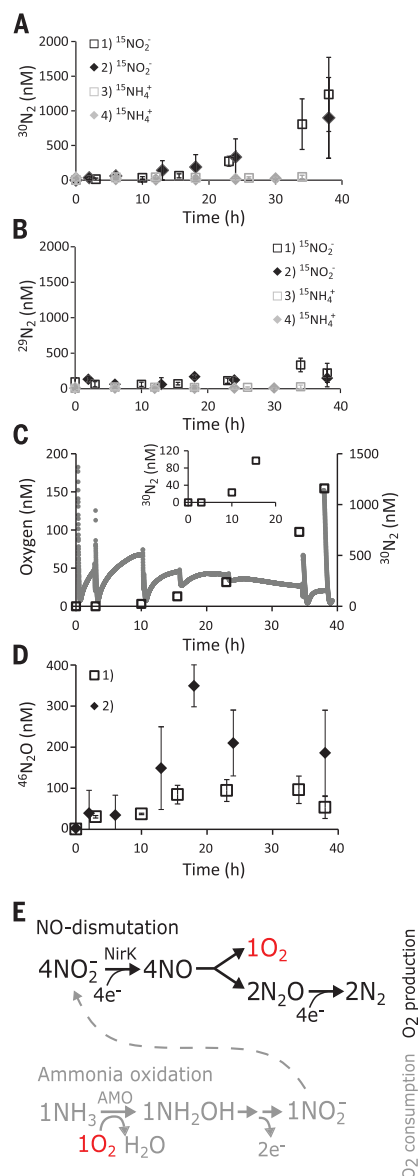 A
³⁰N₂ (nM)
2000
1500
1000
500
0
0 10 20 30 40
Time (h)
1) ¹⁵NO₂⁻
2) ¹⁵NO₂⁻
3) ¹⁵NH₄⁺
4) ¹⁵NH₄⁺
B
²⁹N₂ (nM)
2000
1500
1000
500
0
0 10 20 30 40
Time (h)
1) ¹⁵NO₂⁻
2) ¹⁵NO₂⁻
3) ¹⁵NH₄⁺
4) ¹⁵NH₄⁺
C
Oxygen (nM)
200
150
100
50
0
³⁰N₂ (nM)
120
80
40
0
0 10 20
Time (h)
1500
1000
500
0
³⁰N₂ (nM)
0 10 20 30 40
Time (h)
D
⁴⁶N₂O (nM)
400
300
200
100
0
0 10 20 30 40
Time (h)
1)
2)
E
NO-dismutation
4NO₂⁻ NirK 4e⁻ 4NO 1O₂
2N₂O 4e⁻ 2N₂
O₂ production
Ammonia oxidation
1NH₃ AMO 1NH₂OH 1NO₂⁻
1O₂ H₂O 2e⁻
O₂ consumption